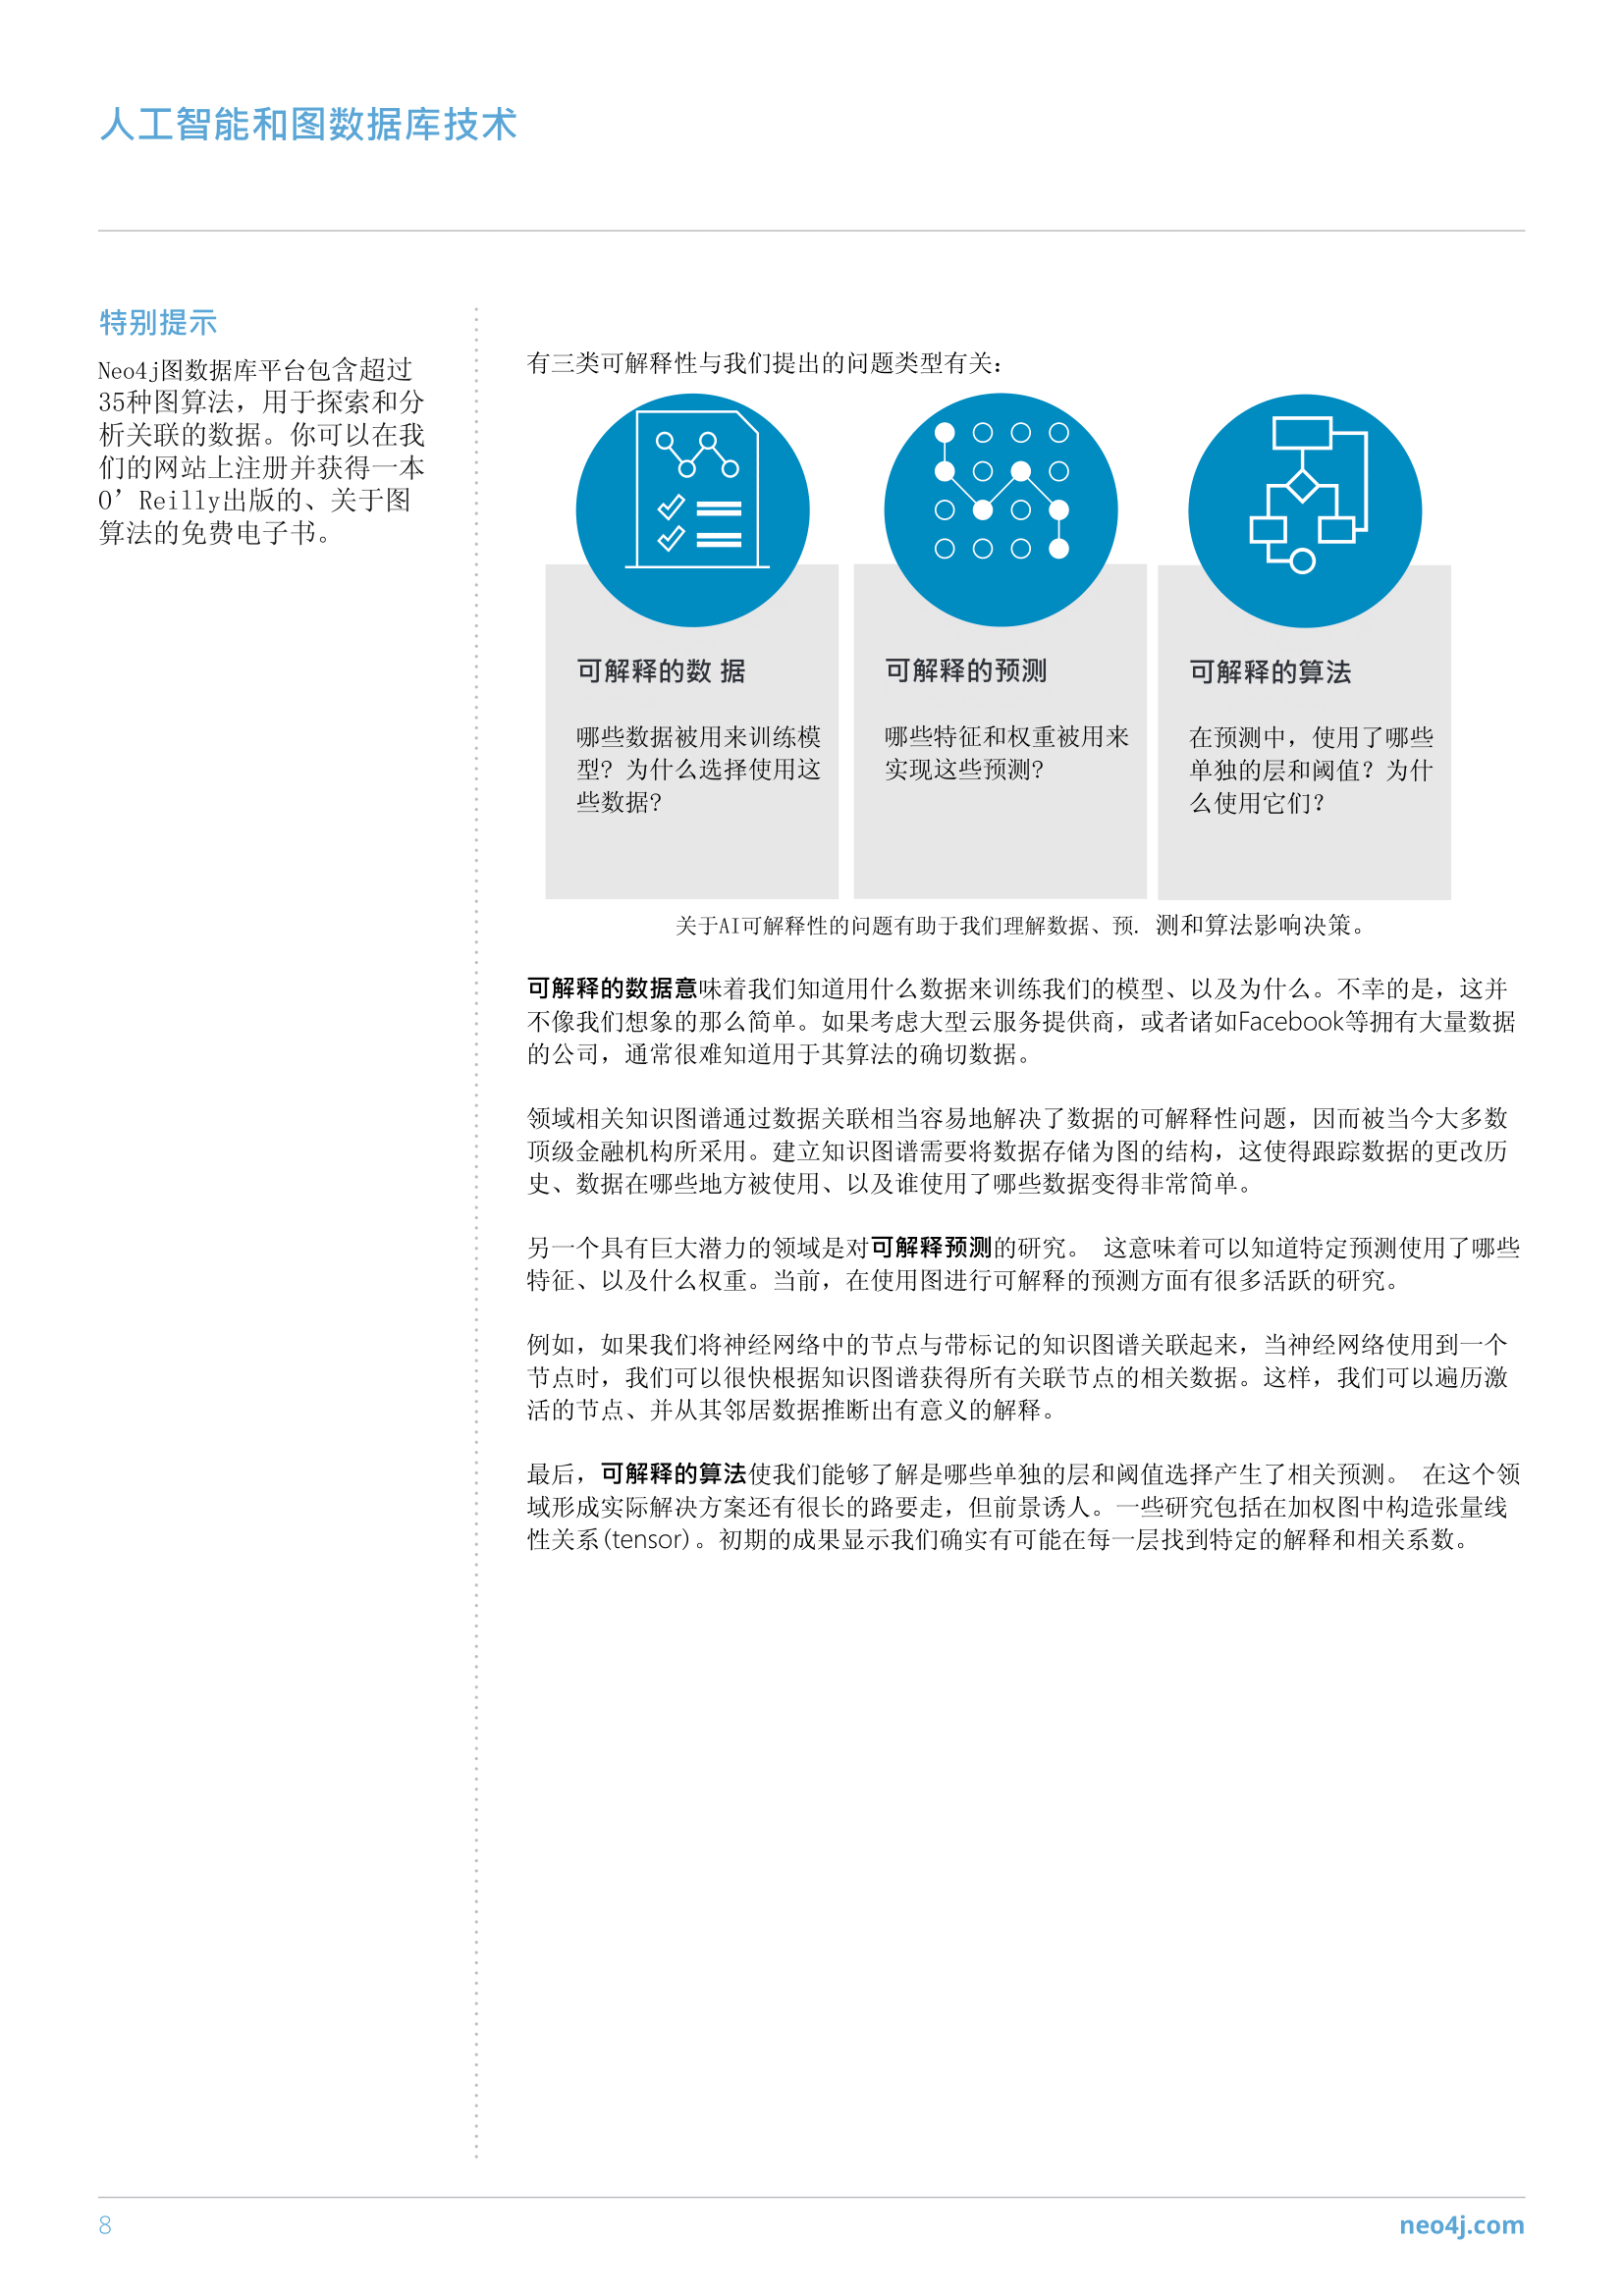 人工智能和图数据库技术
特别提示
Neo4j图数据库平台包含超过
35种图算法，用于探索和分
析关联的数据。你可以在我
们的网站上注册并获得一本
O’Reilly出版的、关于图
算法的免费电子书。
有三类可解释性与我们提出的问题类型有关：
可解释的数 据
哪些数据被用来训练模
型？为什么选择使用这
些数据？
可解释的预测
哪些特征和权重被用来
实现这些预测？
可解释的算法
在预测中，使用了哪些
单独的层和阈值？为什
么使用它们？
关于AI可解释性的问题有助于我们理解数据、预. 测和算法影响决策。
可解释的数据意味着我们知道用什么数据来训练我们的模型、以及为什么。不幸的是，这并
不像我们想象的那么简单。如果考虑大型云服务提供商，或者诸如Facebook等拥有大量数据
的公司，通常很难知道用于其算法的确切数据。
领域相关知识图谱通过数据关联相当容易地解决了数据的可解释性问题，因而被当今大多数
顶级金融机构所采用。建立知识图谱需要将数据存储为图的结构，这使得跟踪数据的更改历
史、数据在哪些地方被使用、以及谁使用了哪些数据变得非常简单。
另一个具有巨大潜力的领域是对可解释预测的研究。 这意味着可以知道特定预测使用了哪些
特征、以及什么权重。当前，在使用图进行可解释的预测方面有很多活跃的研究。
例如，如果我们将神经网络中的节点与带标记的知识图谱关联起来，当神经网络使用到一个
节点时，我们可以很快根据知识图谱获得所有关联节点的相关数据。这样，我们可以遍历激
活的节点、并从其邻居数据推断出有意义的解释。
最后，可解释的算法使我们能够了解是哪些单独的层和阈值选择产生了相关预测。 在这个领
域形成实际解决方案还有很长的路要走，但前景诱人。一些研究包括在加权图中构造张量线
性关系(tensor)。初期的成果显示我们确实有可能在每一层找到特定的解释和相关系数。
8
neo4j.com